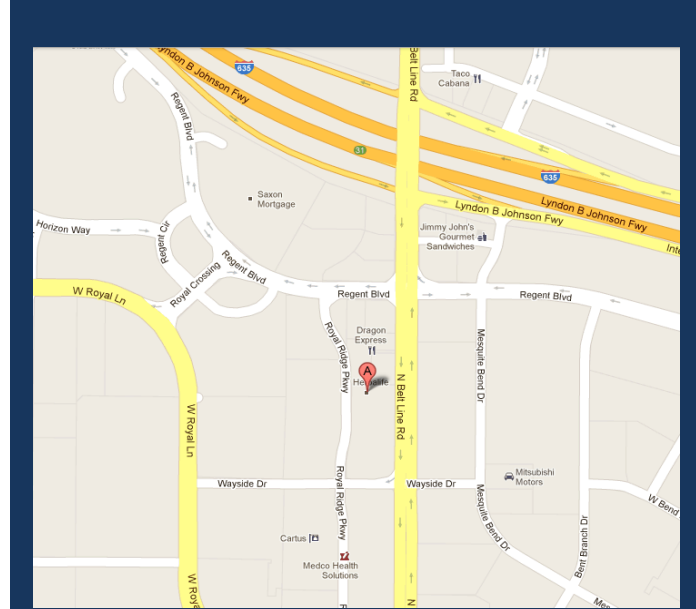 Lyndon B Johnson Fwy
635
Belt Line Rd
Taco
Cabana
Regent Blvd
31
635
Saxon
Mortgage
Lyndon B Johnson Fwy
Lyndon B Johnson Fwy
Horizon Way
Regent Cir
Jimmy John's
Gourmet
Sandwiches
Inte
Regent Blvd
Royal Crossing
W Royal Ln
Regent Blvd
Regent Blvd
Dragon
Express
Royal Ridge Pkwy
Mesquite Bend Dr
A
N Belt Line Rd
W Royal Ln
Wayside Dr
Wayside Dr
Royal Ridge Pkwy
Mitsubishi
Motors
Mesquite Bend Dr
W Bend
Cartus
Bent Branch Dr
Medco Health
Solutions
W Roya
R
N
Mes